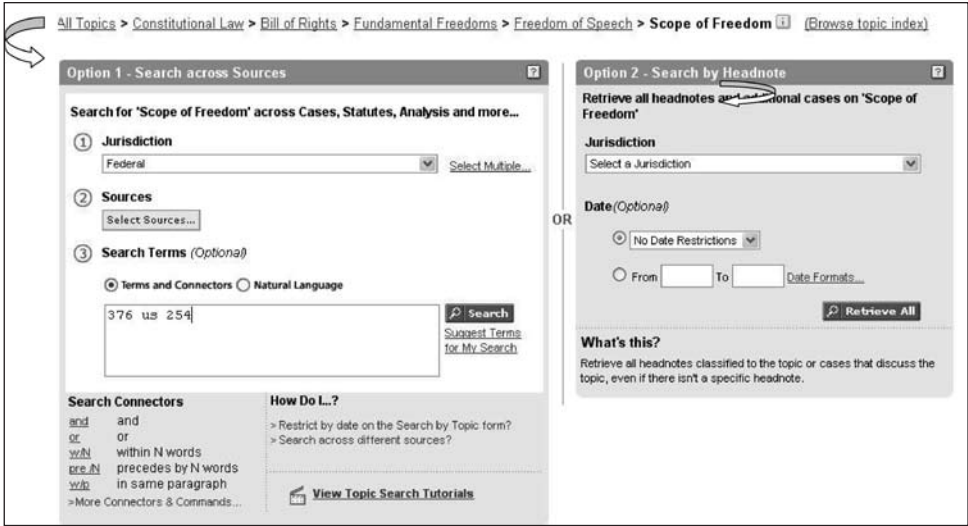 All Topics > Constitutional Law > Bill of Rights > Fundamental Freedoms > Freedom of Speech > Scope of Freedom i (Browse topic index)
Option 1 - Search across Sources ?
Search for 'Scope of Freedom' across Cases, Statutes, Analysis and more...
1 Jurisdiction
Federal Select Multiple...
2 Sources
Select Sources...
3 Search Terms (Optional)
Terms and Connectors Natural Language
376 us 254
Search
Suggest Terms
for My Search
Search Connectors
and and
or or
w/N within N words
pre /N precedes by N words
w/p in same paragraph
>More Connectors & Commands...
How Do I...?
> Restrict by date on the Search by Topic form?
> Search across different sources?
View Topic Search Tutorials
OR
Option 2 - Search by Headnote ?
Retrieve all headnotes and additional cases on 'Scope of
Freedom'
Jurisdiction
Select a Jurisdiction
Date(Optional)
No Date Restrictions
From To Date Formats...
Retrieve All
What's this?
Retrieve all headnotes classified to the topic or cases that discuss the
topic, even if there isn't a specific headnote.